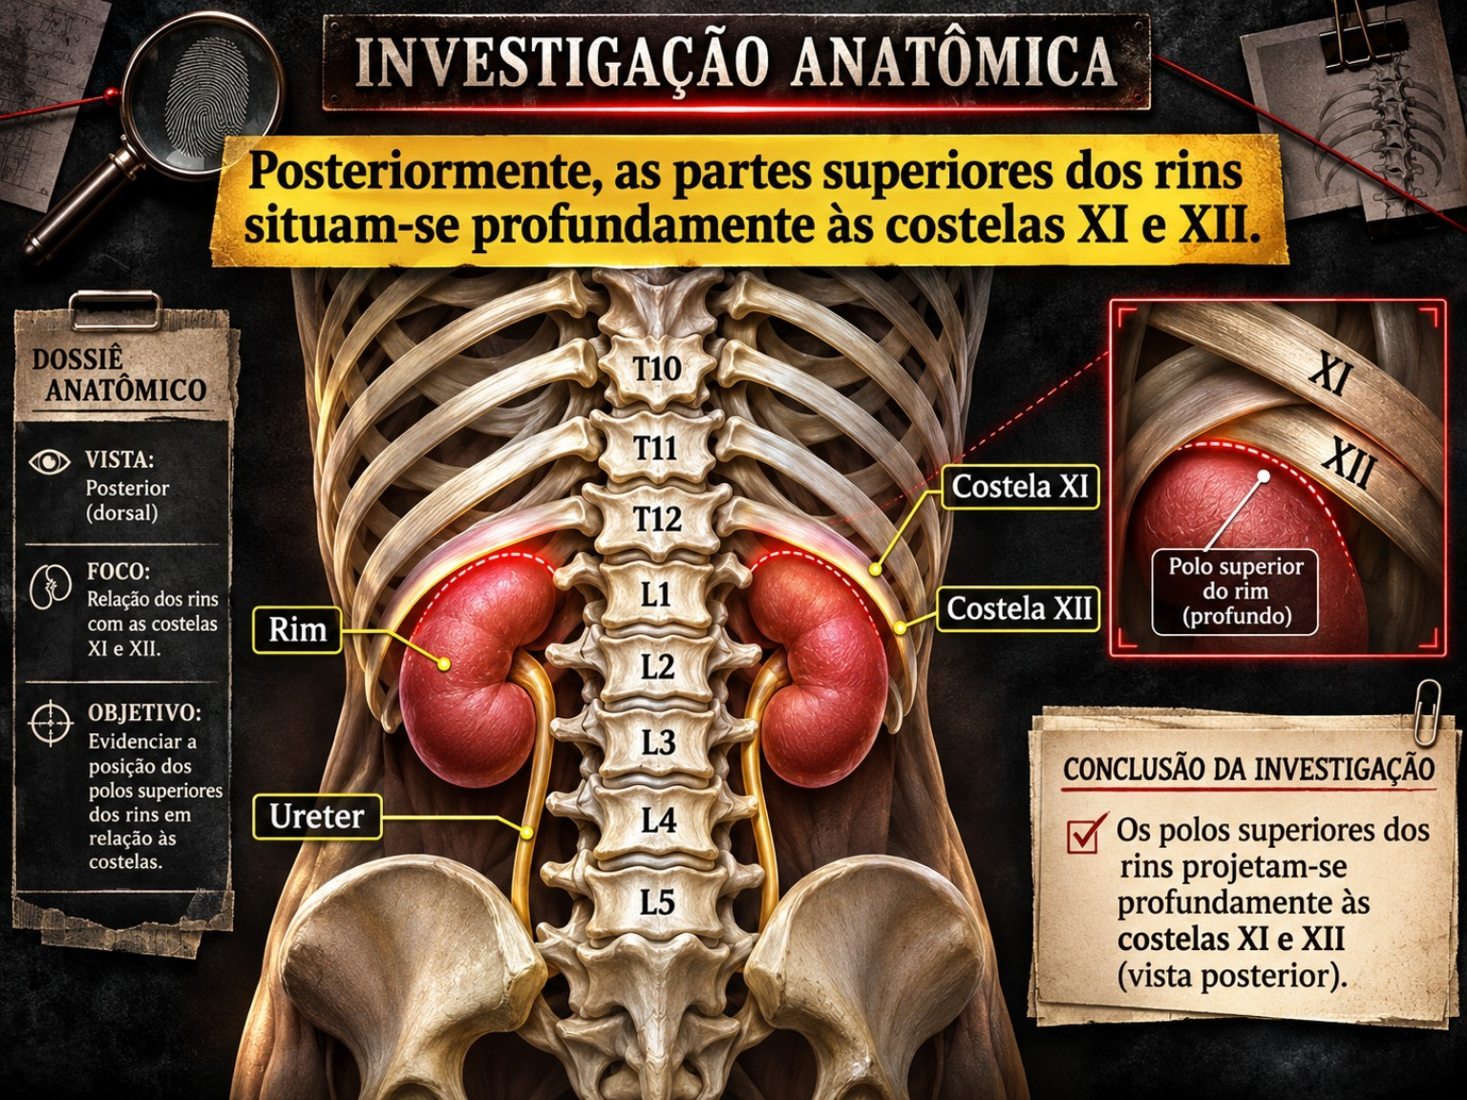 INVESTIGAÇÃO ANATÔMICA
Posteriormente, as partes superiores dos rins
situam-se profundamente às costelas XI e XII.
DOSSIÊ
ANATÔMICO
VISTA:
Posterior
(dorsal)
FOCO:
Relação dos rins
com as costelas
XI e XII.
OBJETIVO:
Evidenciar a
posição dos
polos superiores
dos rins em
relação às
costelas.
T10
T11
T12
L1
L2
L3
L4
L5
Rim
Ureter
Costela XI
Costela XII
XI
XII
Polo superior
do rim
(profundo)
CONCLUSÃO DA INVESTIGAÇÃO
Os polos superiores dos
rins projetam-se
profundamente às
costelas XI e XII
(vista posterior).